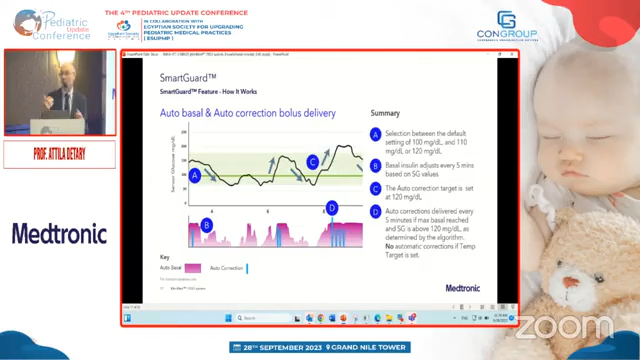 THE 4TH PEDIATRIC UPDATE CONFERENCE
Pediatric
Update
Conference
IN COLLABORATION WITH
EGYPTIAN SOCIETY FOR UPGRADING
PEDIATRIC MEDICAL PRACTICES
(ESUPMP)
CONGROUP
SmartGuard™
SmartGuard™ Feature - How It Works
Auto basal & Auto correction bolus delivery
Summary
A
Selection between the default
setting of 100 mg/dL, and 110
mg/dL or 120 mg/dL
B
Basal insulin adjusts every 5 mins
based on SG values
C
The Auto correction target is set
at 120 mg/dL
D
Auto corrections delivered every
5 minutes if max basal reached
and SG is above 120 mg/dL, as
determined by the algorithm.
No automatic corrections if Temp
Target is set.
Sensor Glucose mg/dL
A
C
B
D
Key
Auto Basal
Auto Correction
Medtronic
PROF. ATTILA DETARY
Medtronic
Search
zoom
28TH SEPTEMBER 2023
GRAND NILE TOWER